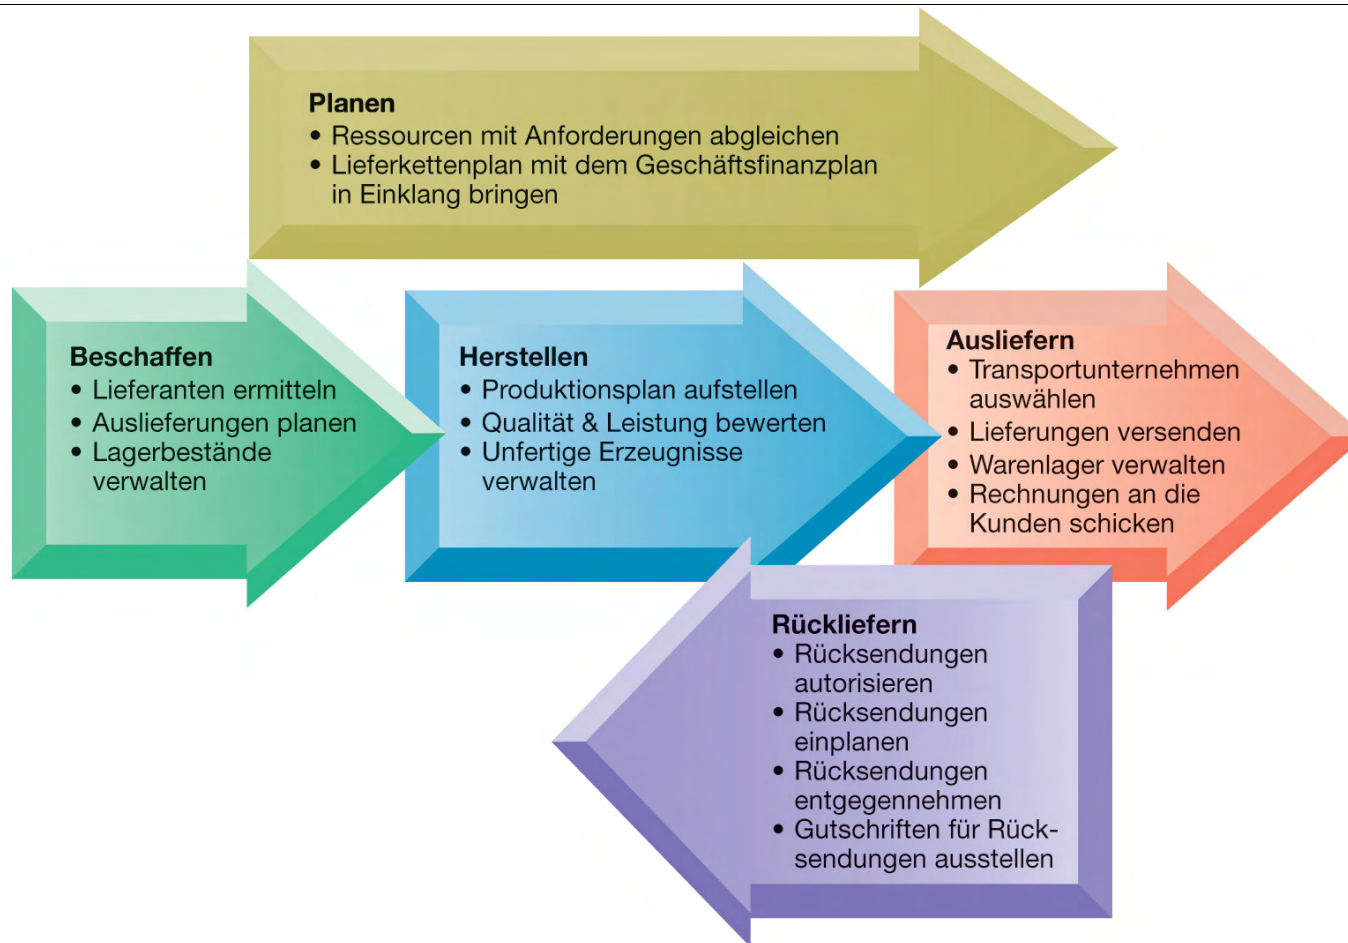 Planen
• Ressourcen mit Anforderungen abgleichen
• Lieferkettenplan mit dem Geschäftsfinanzplan
in Einklang bringen
Beschaffen
• Lieferanten ermitteln
• Auslieferungen planen
• Lagerbestände
verwalten
Herstellen
• Produktionsplan aufstellen
• Qualität & Leistung bewerten
• Unfertige Erzeugnisse
verwalten
Ausliefern
• Transportunternehmen
auswählen
• Lieferungen versenden
• Warenlager verwalten
• Rechnungen an die
Kunden schicken
Rückliefern
• Rücksendungen
autorisieren
• Rücksendungen
einplanen
• Rücksendungen
entgegennehmen
• Gutschriften für Rück-
sendungen ausstellen